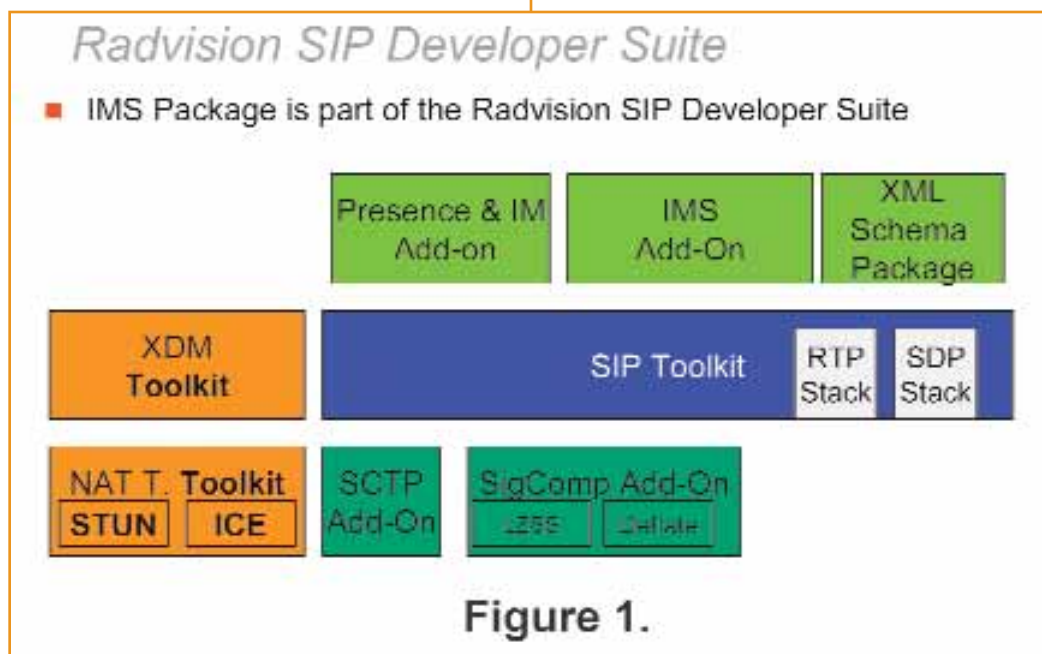 Radvision SIP Developer Suite
IMS Package is part of the Radvision SIP Developer Suite
Presence & IM
Add-on
IMS
Add-On
XML
Schema
Package
XDM
Toolkit
SIP Toolkit
RTP
Stack
SDP
Stack
NAT T. Toolkit
STUN
ICE
SCTP
Add-On
SigComp Add-On
LZSS
Deflate
Figure 1.